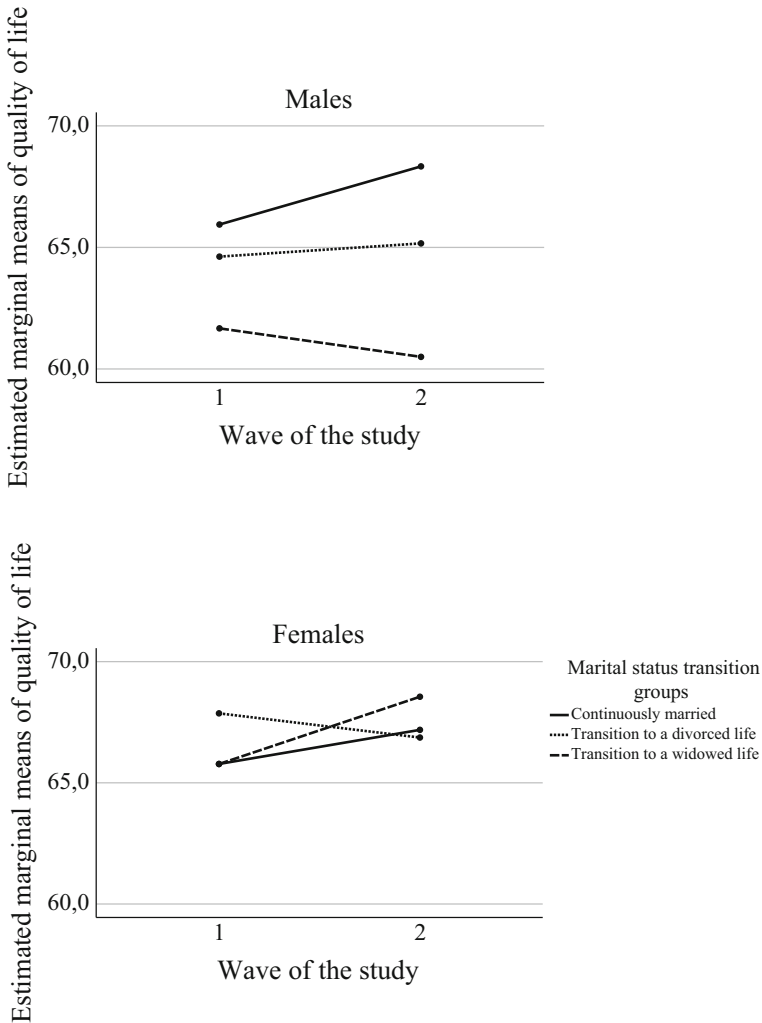 Estimated marginal means of quality of life
Males
70,0
65,0
60,0
1
2
Wave of the study
Estimated marginal means of quality of life
Females
70,0
65,0
60,0
1
2
Wave of the study
Marital status transition
groups
Continuously married
Transition to a divorced life
Transition to a widowed life